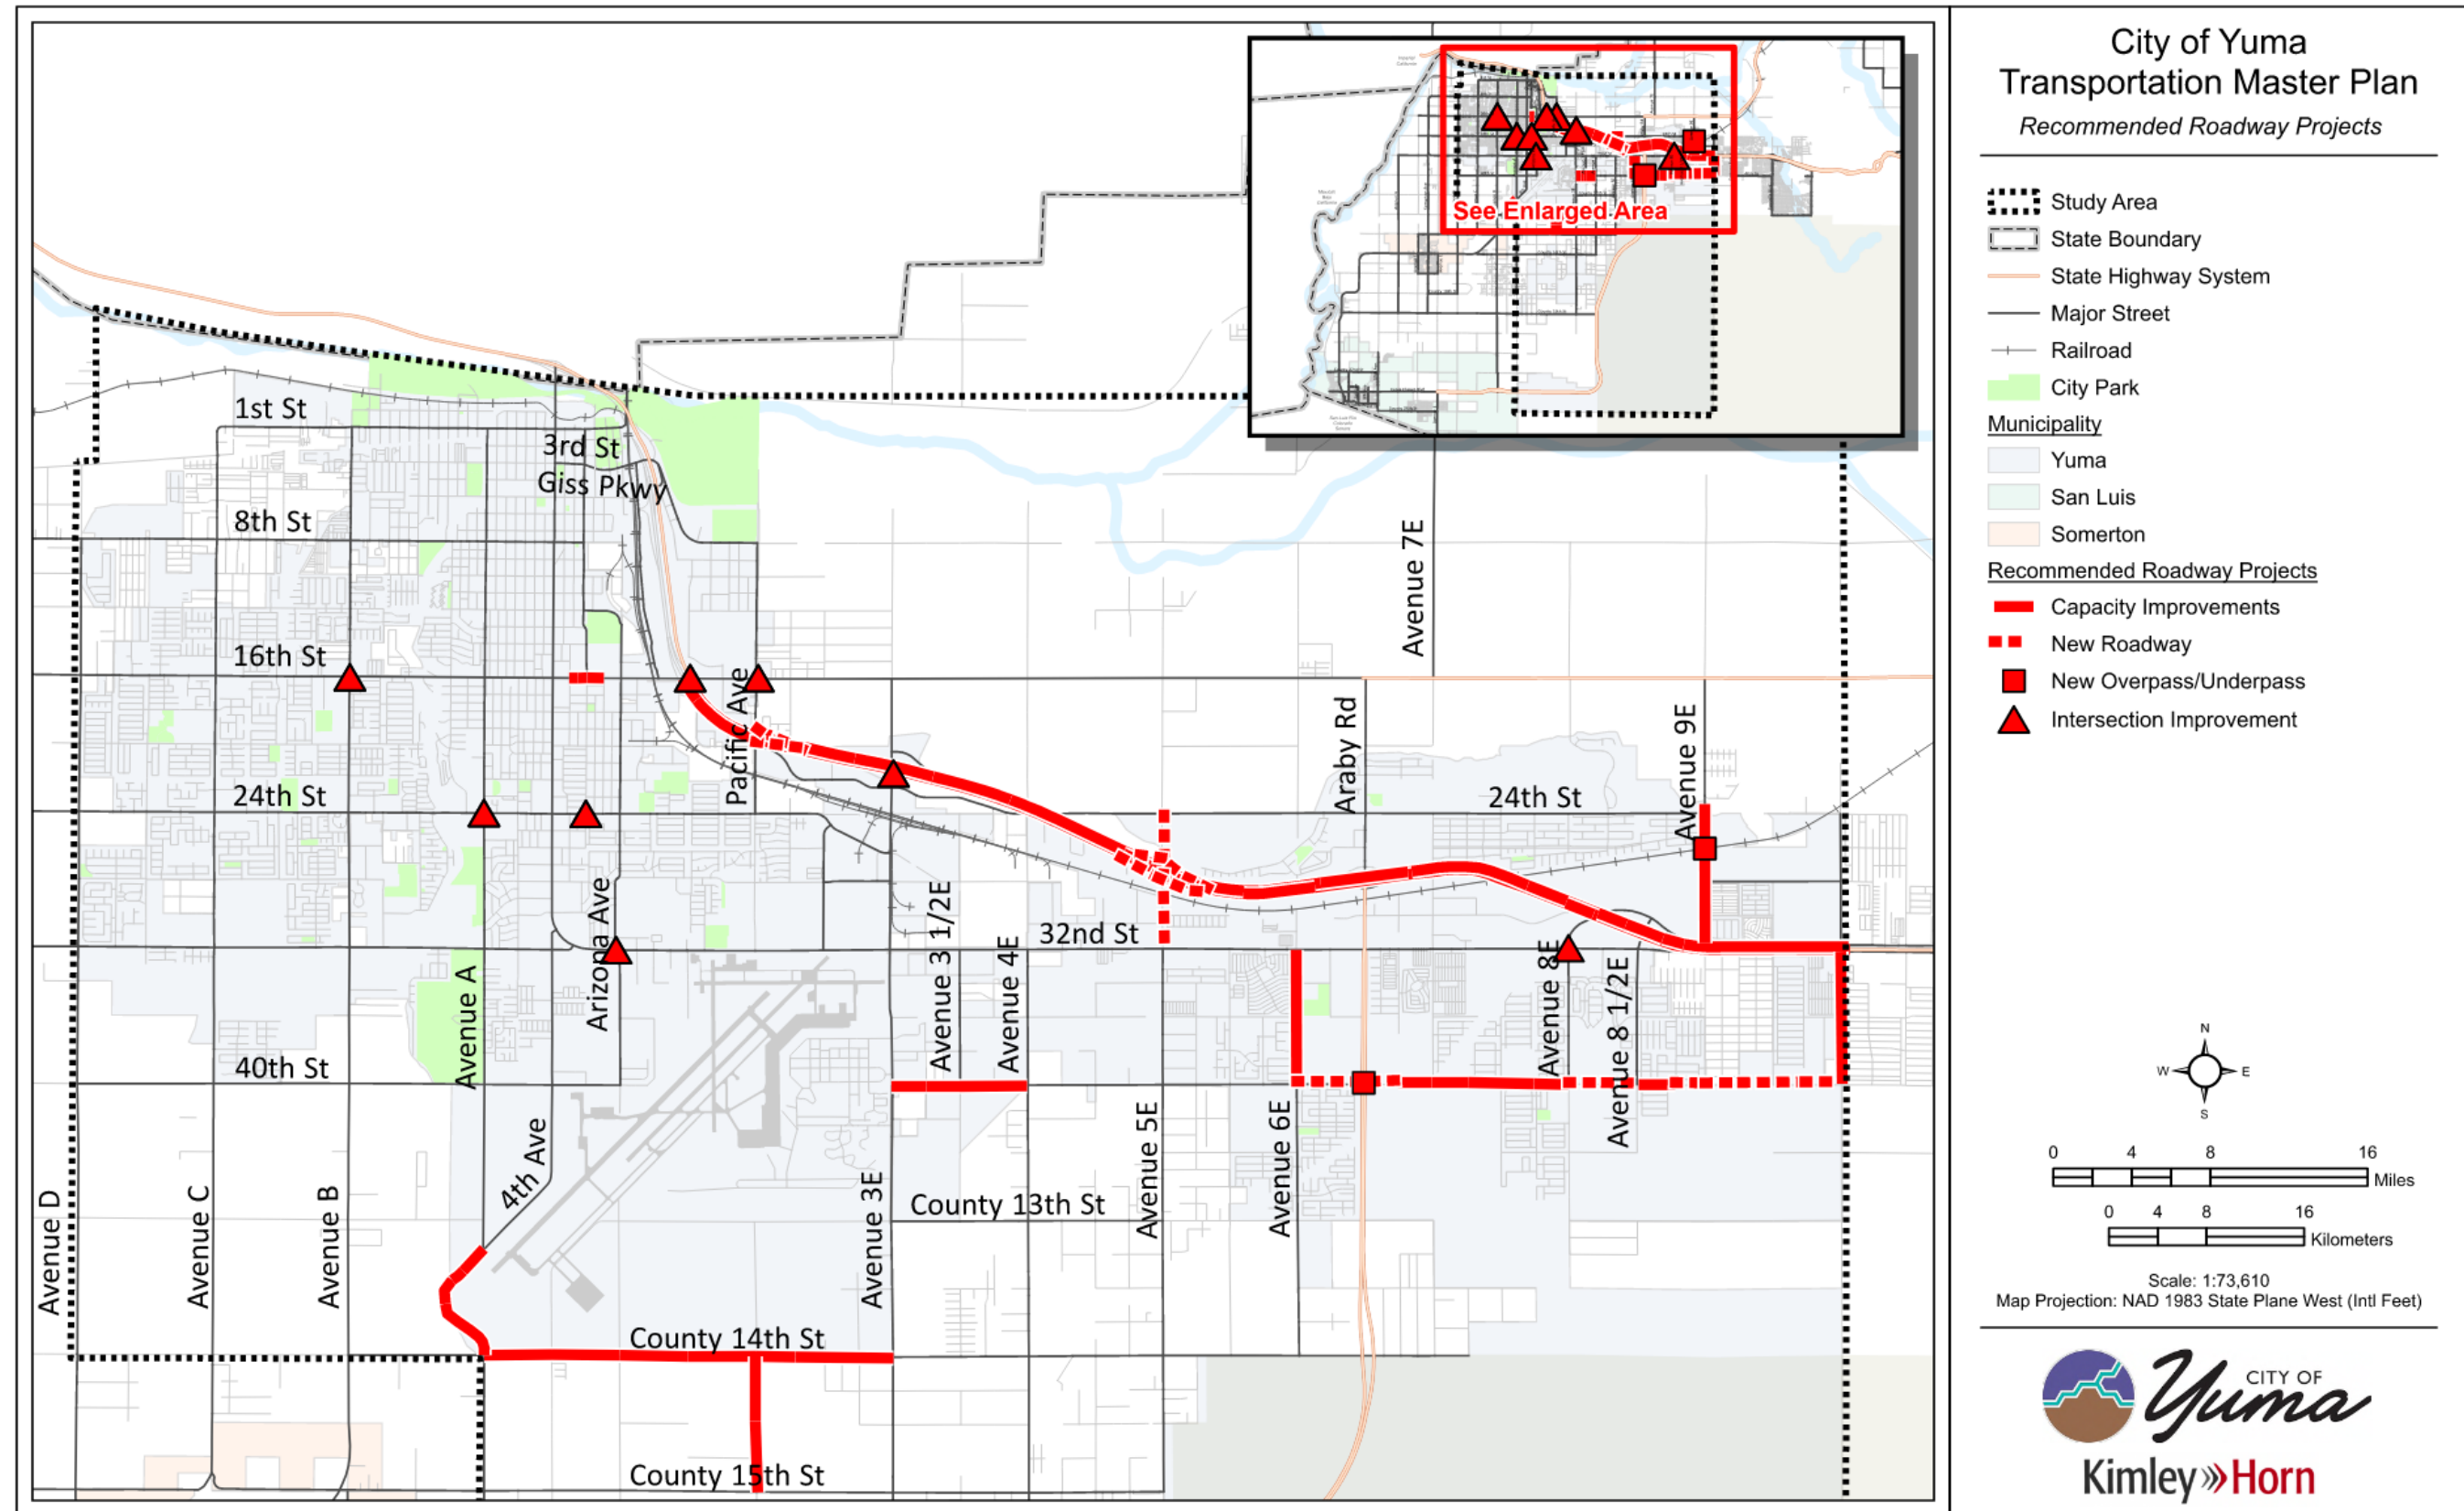 City of Yuma
Transportation Master Plan
Recommended Roadway Projects
Study Area
State Boundary
State Highway System
Major Street
Railroad
City Park
Municipality
Yuma
San Luis
Somerton
Recommended Roadway Projects
Capacity Improvements
New Roadway
New Overpass/Underpass
Intersection Improvement
N
W
E
S
0 4 8 16
Miles
0 4 8 16
Kilometers
Scale: 1:73,610
Map Projection: NAD 1983 State Plane West (Intl Feet)
CITY OF
Yuma
Kimley»Horn
See Enlarged Area
1st St
3rd St
Giss Pkwy
8th St
16th St
24th St
24th St
32nd St
40th St
County 13th St
County 14th St
County 15th St
Avenue D
Avenue C
Avenue B
Avenue A
4th Ave
Arizona Ave
Pacific Ave
Avenue 3E
Avenue 3 1/2E
Avenue 4E
Avenue 5E
Avenue 6E
Araby Rd
Avenue 7E
Avenue 8E
Avenue 8 1/2E
Avenue 9E